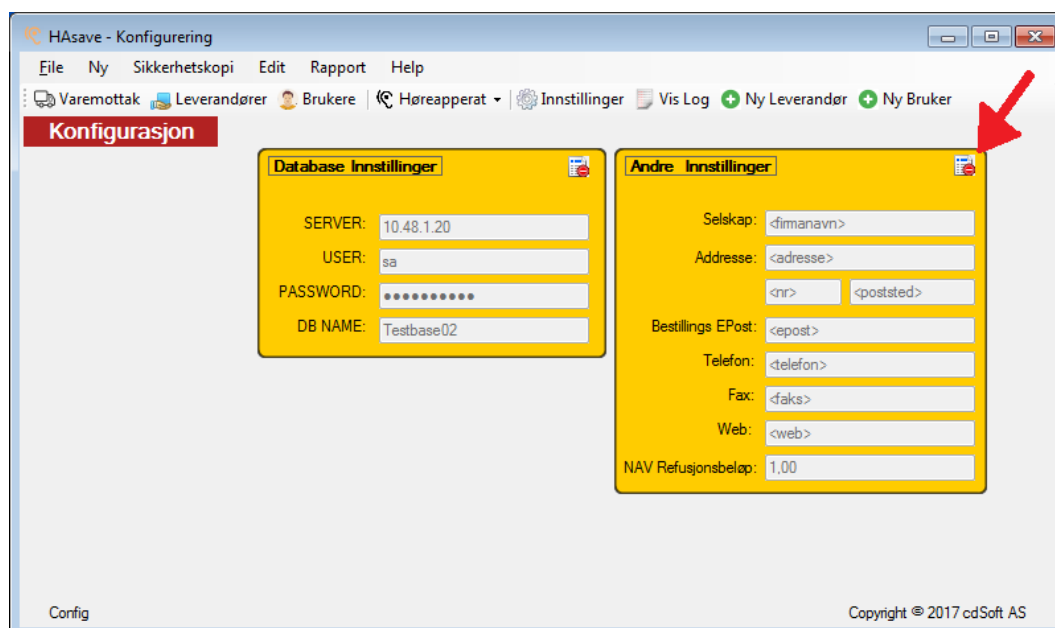 HAsave - Konfigurering
File Ny Sikkerhetskopi Edit Rapport Help
Varemottak Leverandører Brukere Høreapperat Innstillinger Vis Log Ny Leverandør Ny Bruker
Konfigurasjon
Database Innstillinger
SERVER: 10.48.1.20
USER: sa
PASSWORD: ●●●●●●●●●●
DB NAME: Testbase02
Andre Innstillinger
Selskap: <firmanavn>
Addresse: <adresse>
<nr> <poststed>
Bestillings EPost: <epost>
Telefon: <telefon>
Fax: <faks>
Web: <web>
NAV Refusjonsbeløp: 1,00
Config
Copyright © 2017 cdSoft AS